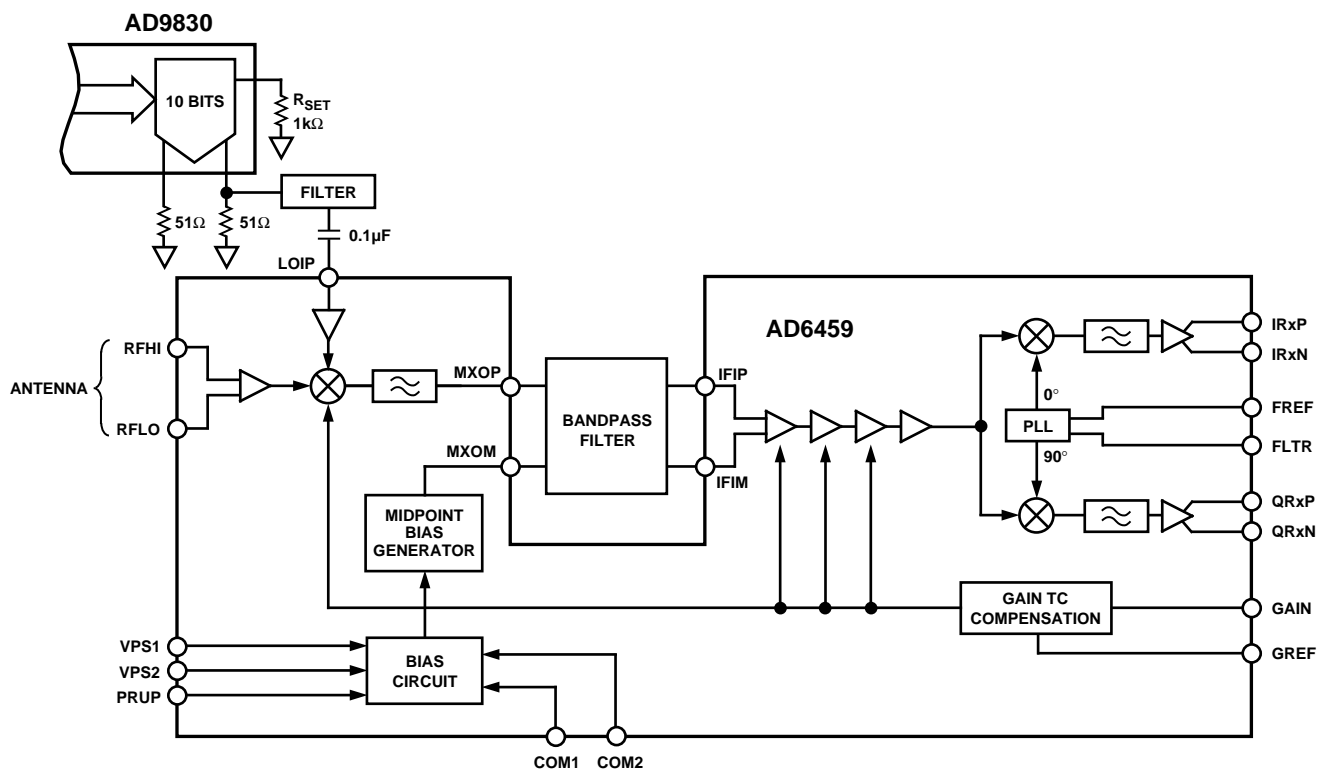 AD9830
10 BITS
RSET
1kΩ
FILTER
51Ω
51Ω
0.1µF
LOIP
AD6459
RFHI
ANTENNA
RFLO
MXOP
MXOM
BANDPASS
FILTER
IFIP
IFIM
0°
PLL
90°
IRxP
IRxN
FREF
FLTR
QRxP
QRxN
MIDPOINT
BIAS
GENERATOR
GAIN TC
COMPENSATION
GAIN
GREF
VPS1
VPS2
PRUP
BIAS
CIRCUIT
COM1
COM2